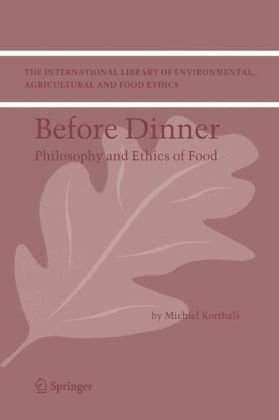 THE INTERNATIONAL LIBRARY OF ENVIRONMENTAL,
AGRICULTURAL AND FOOD ETHICS
Before Dinner
Philosophy and Ethics of Food
by Michiel Korthals
Springer